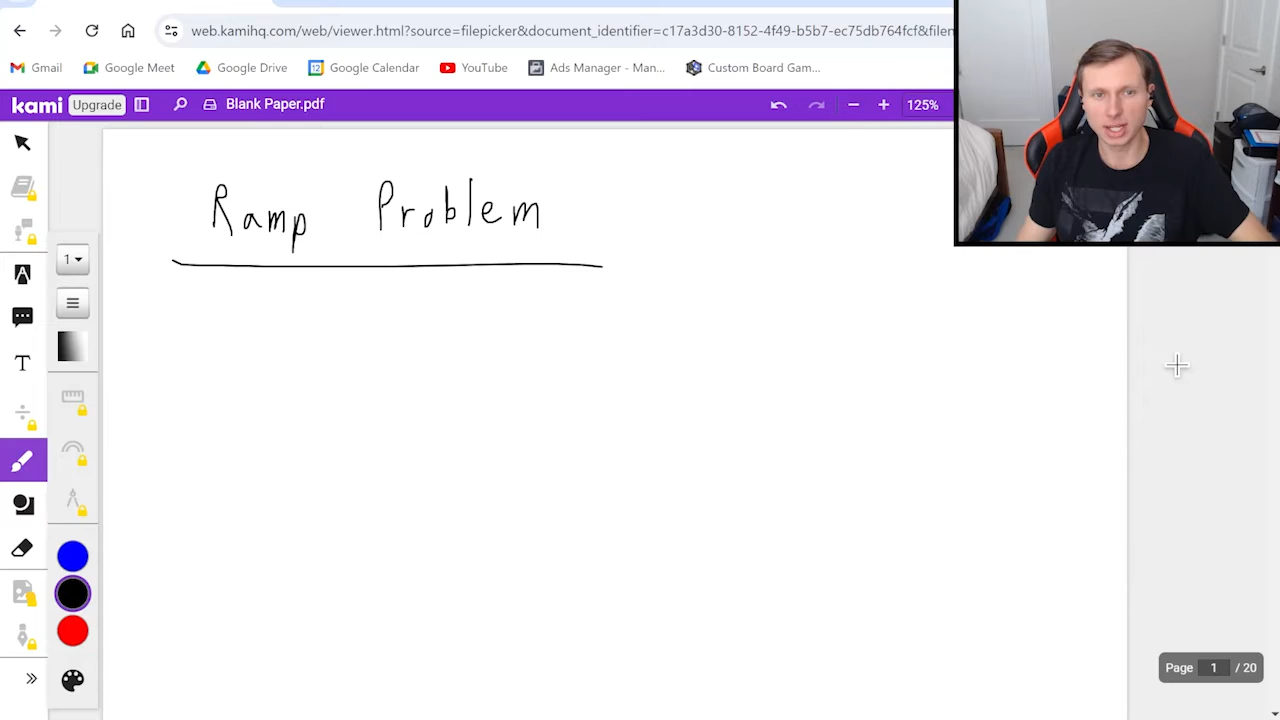 web.kamihq.com/web/viewer.html?source=filepicker&document_identifier=c17a3d30-8152-4f49-b5b7-ec75db764fcf&filen
Gmail Google Meet Google Drive 12 Google Calendar YouTube Ads Manager - Man... Custom Board Gam...
kami Upgrade Blank Paper.pdf 125%
Ramp Problem
1
T
Page 1 / 20